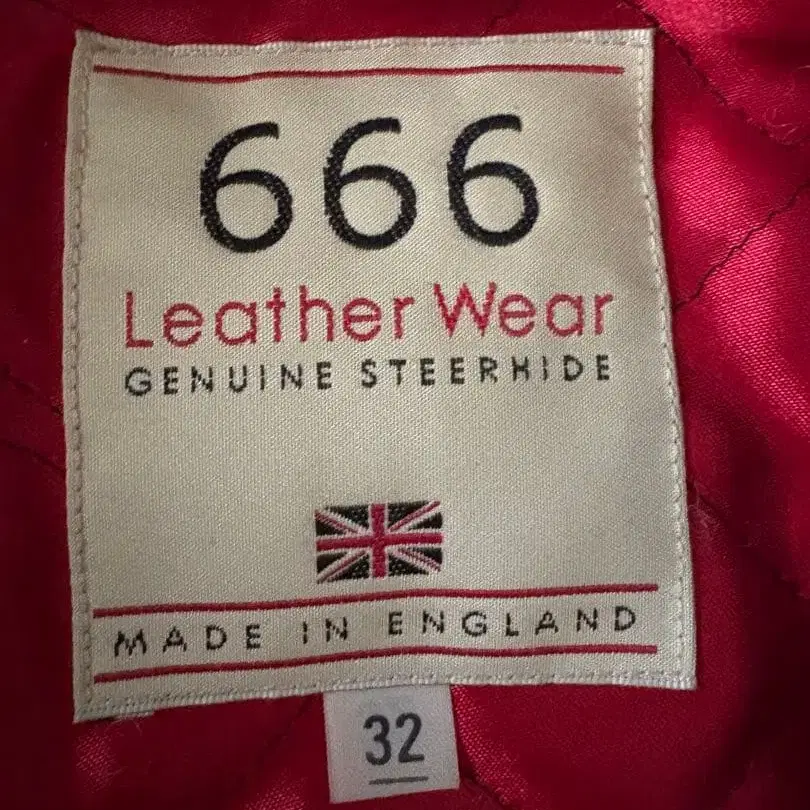 666
Leather Wear
GENUINE STEERHIDE
MADE IN ENGLAND
32